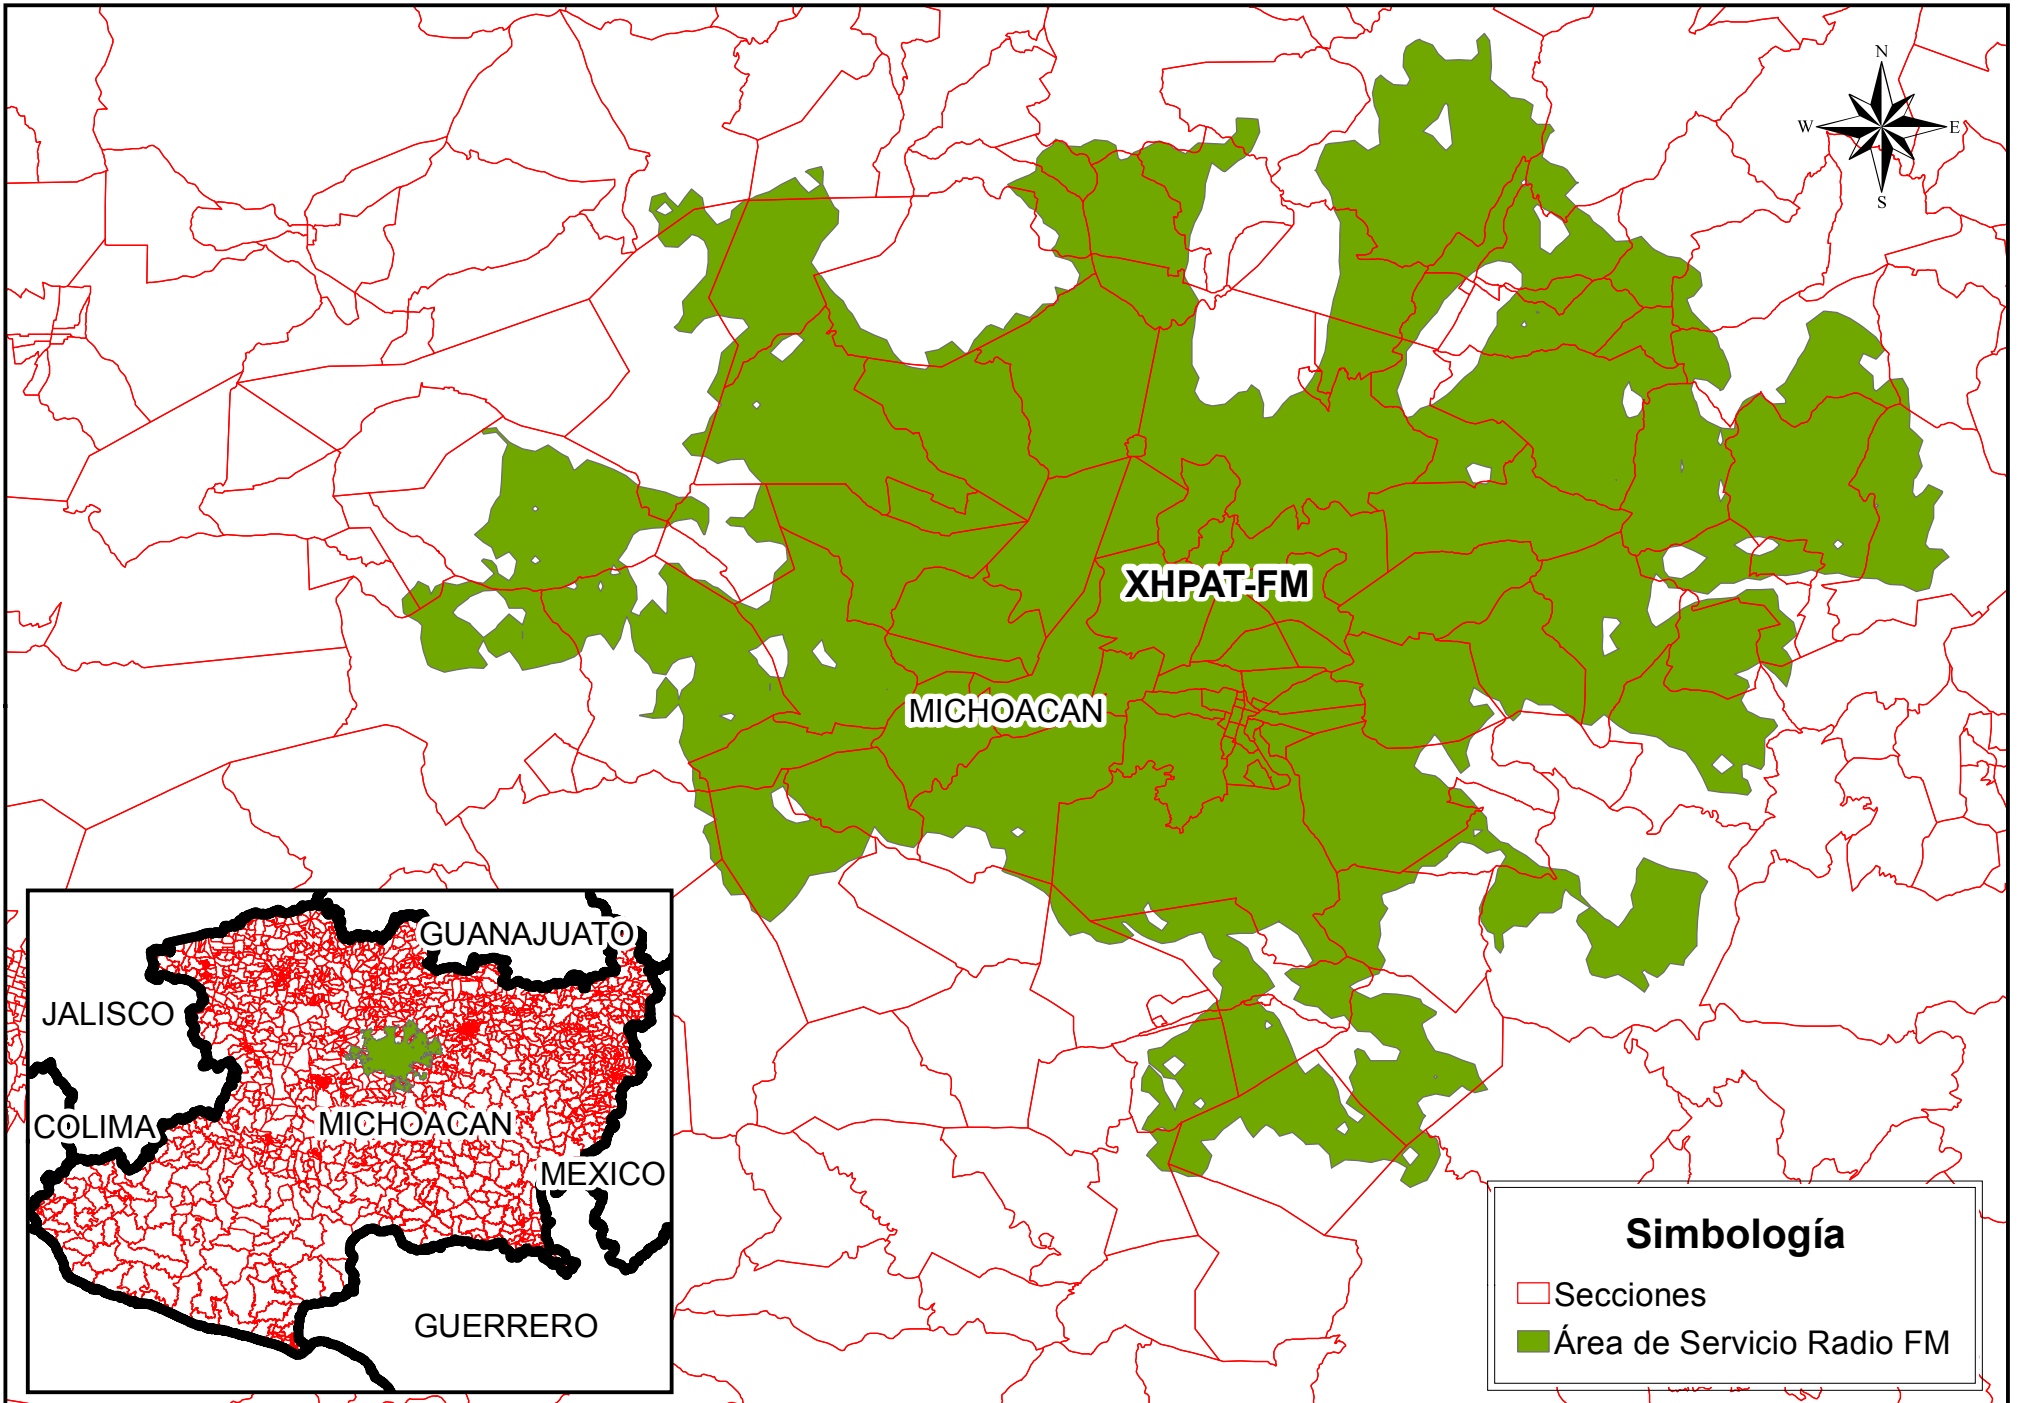 N
W E
S
XHPAT-FM
MICHOACAN
GUANAJUATO
JALISCO
COLIMA
MICHOACAN
MEXICO
GUERRERO
Simbología
Secciones
Área de Servicio Radio FM